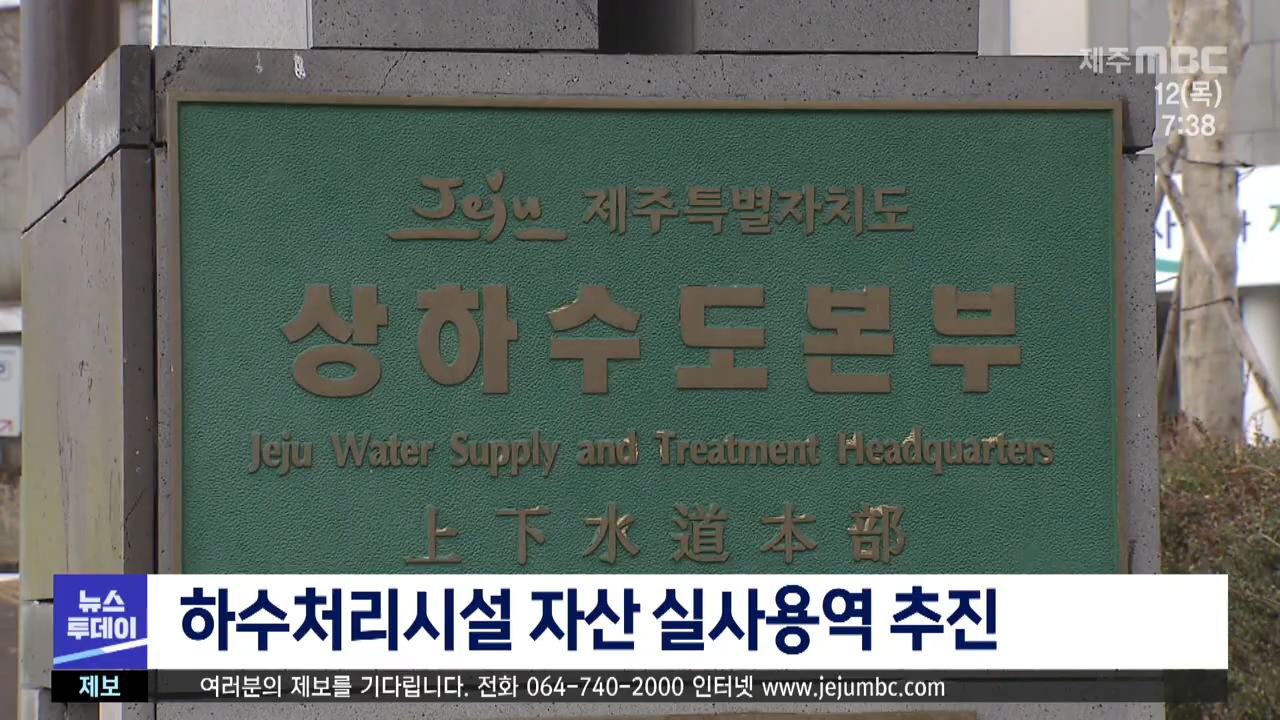 제주MBC
12(목)
7:38
Jeju 제주특별자치도
상하수도본부
Jeju Water Supply and Treatment Headquarters
上下水道本部
뉴스
투데이
하수처리시설 자산 실사용역 추진
제보
여러분의 제보를 기다립니다. 전화 064-740-2000 인터넷 www.jejumbc.com